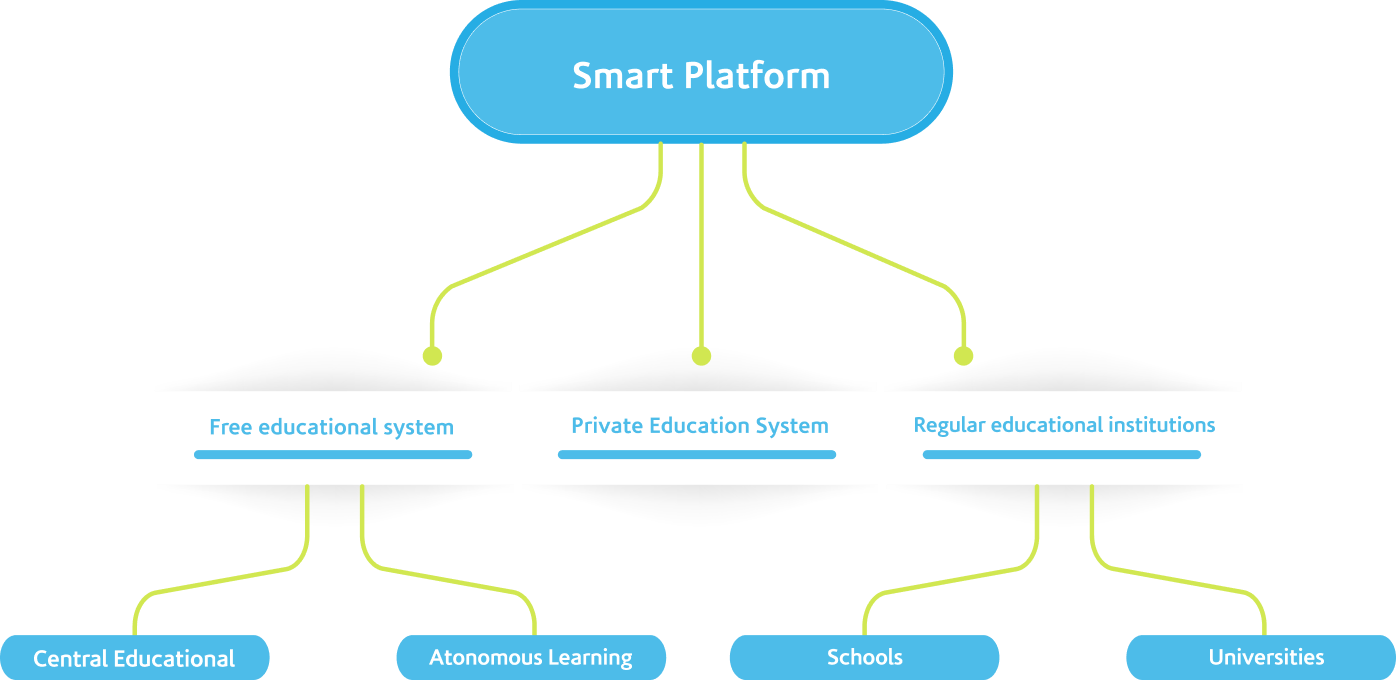 Smart Platform
Free educational system
Private Education System
Regular educational institutions
Central Educational
Atonomous Learning
Schools
Universities